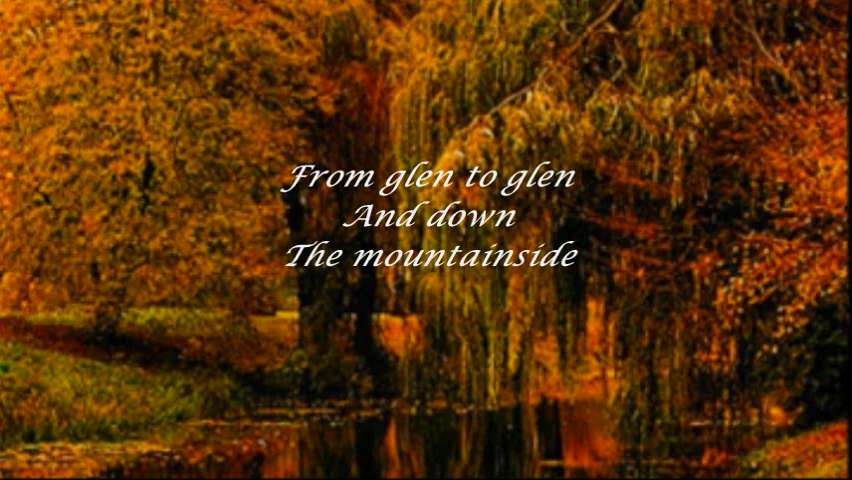 From glen to glen
And down
The mountainside